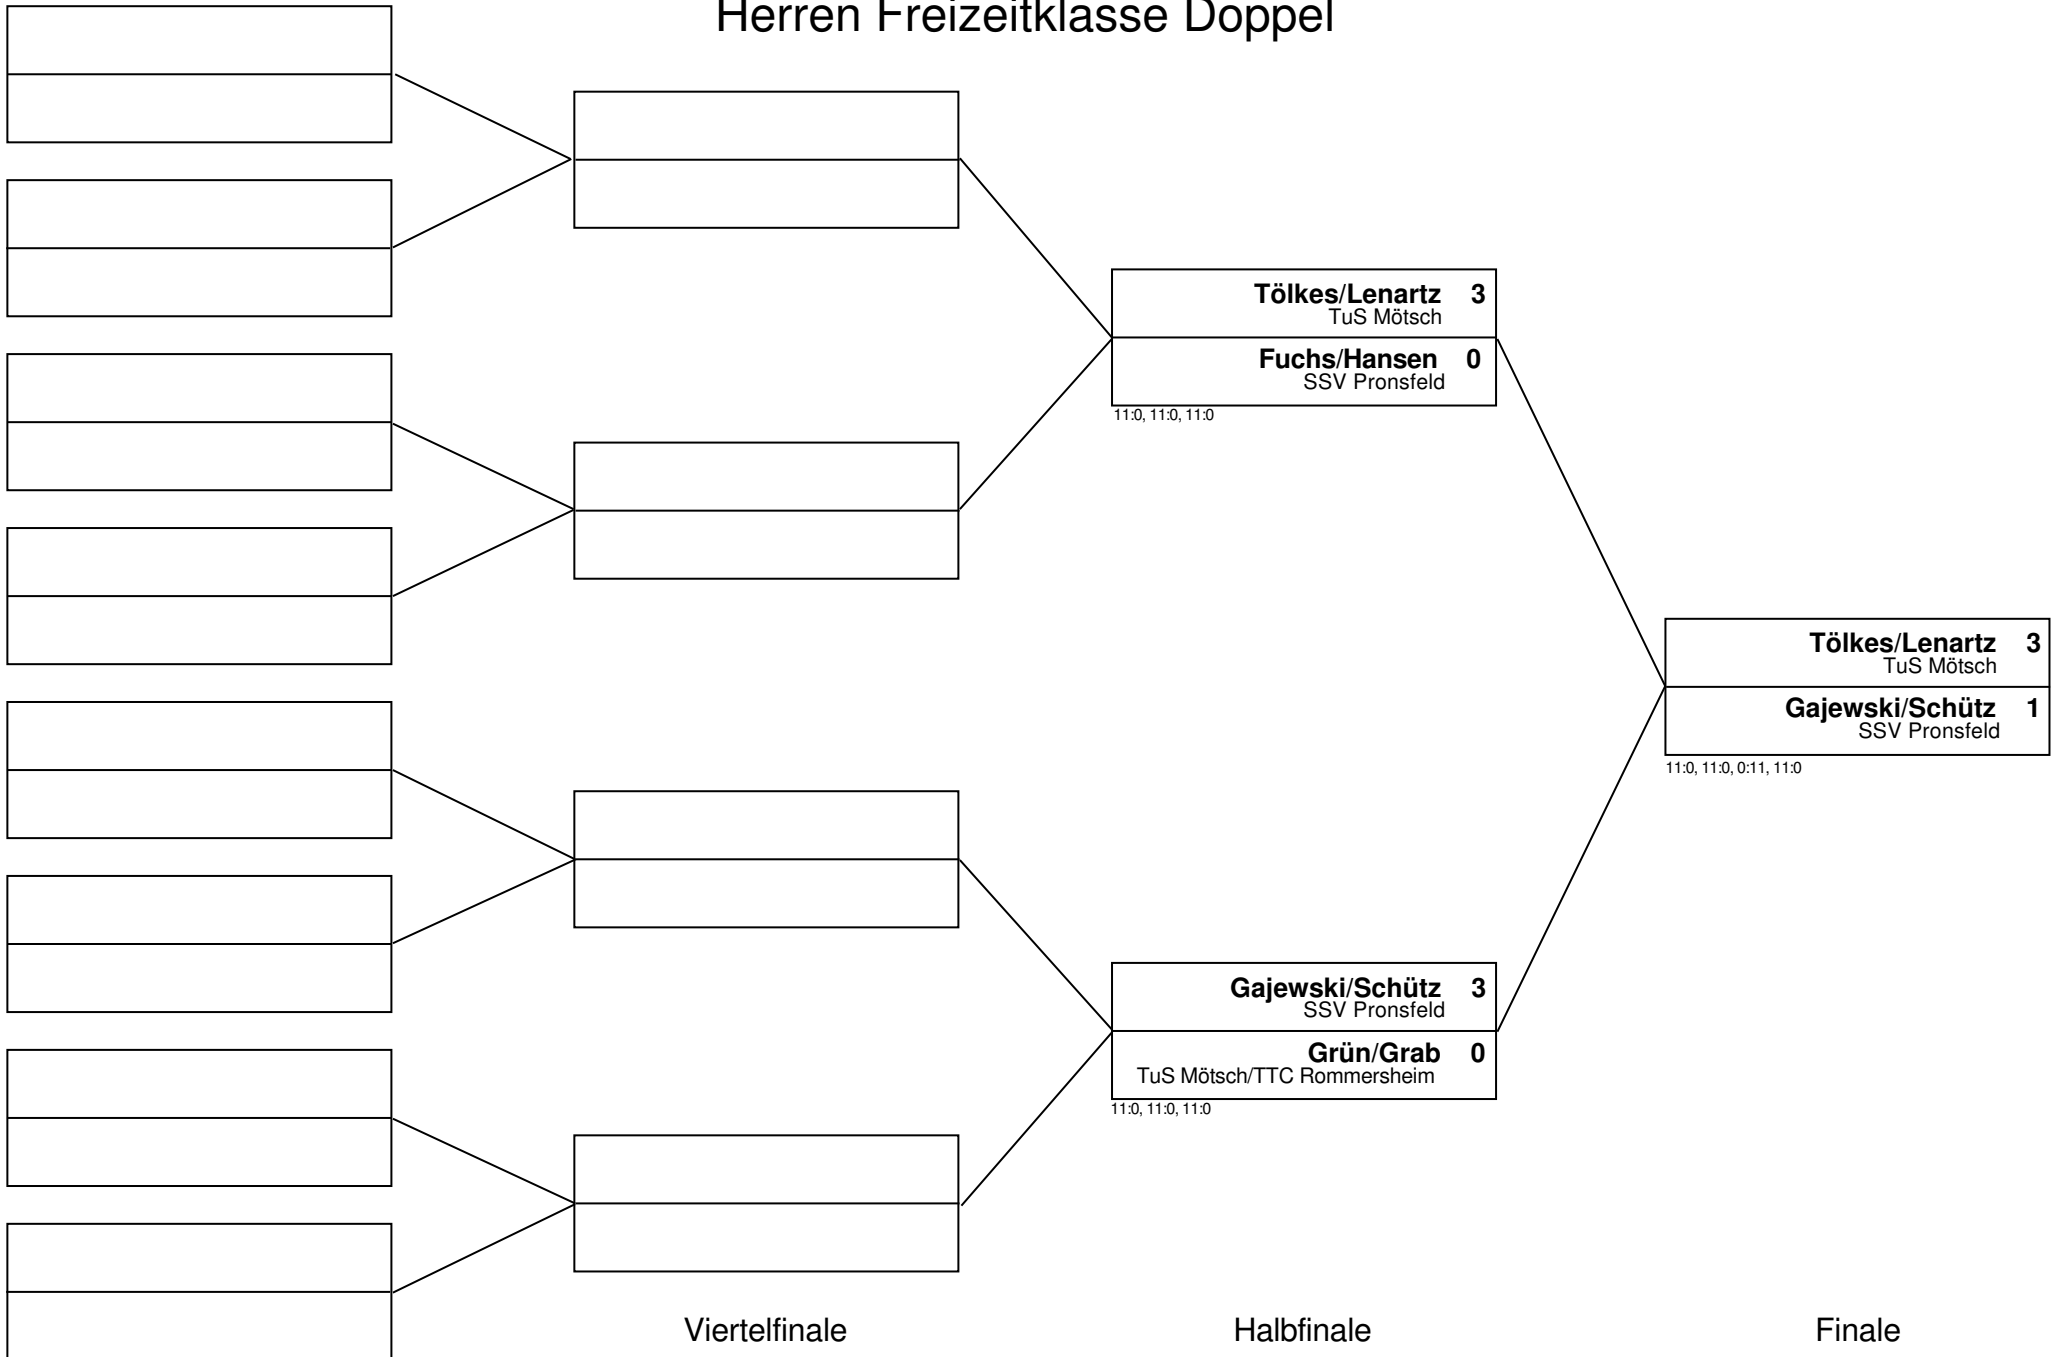 Herren Freizeitklasse Doppel
Tölkes/Lenartz 3
TuS Mötsch
Fuchs/Hansen 0
SSV Pronsfeld
11:0, 11:0, 11:0
Tölkes/Lenartz 3
TuS Mötsch
Gajewski/Schütz 1
SSV Pronsfeld
11:0, 11:0, 0:11, 11:0
Gajewski/Schütz 3
SSV Pronsfeld
Grün/Grab 0
TuS Mötsch/TTC Rommersheim
11:0, 11:0, 11:0
Viertelfinale Halbfinale Finale